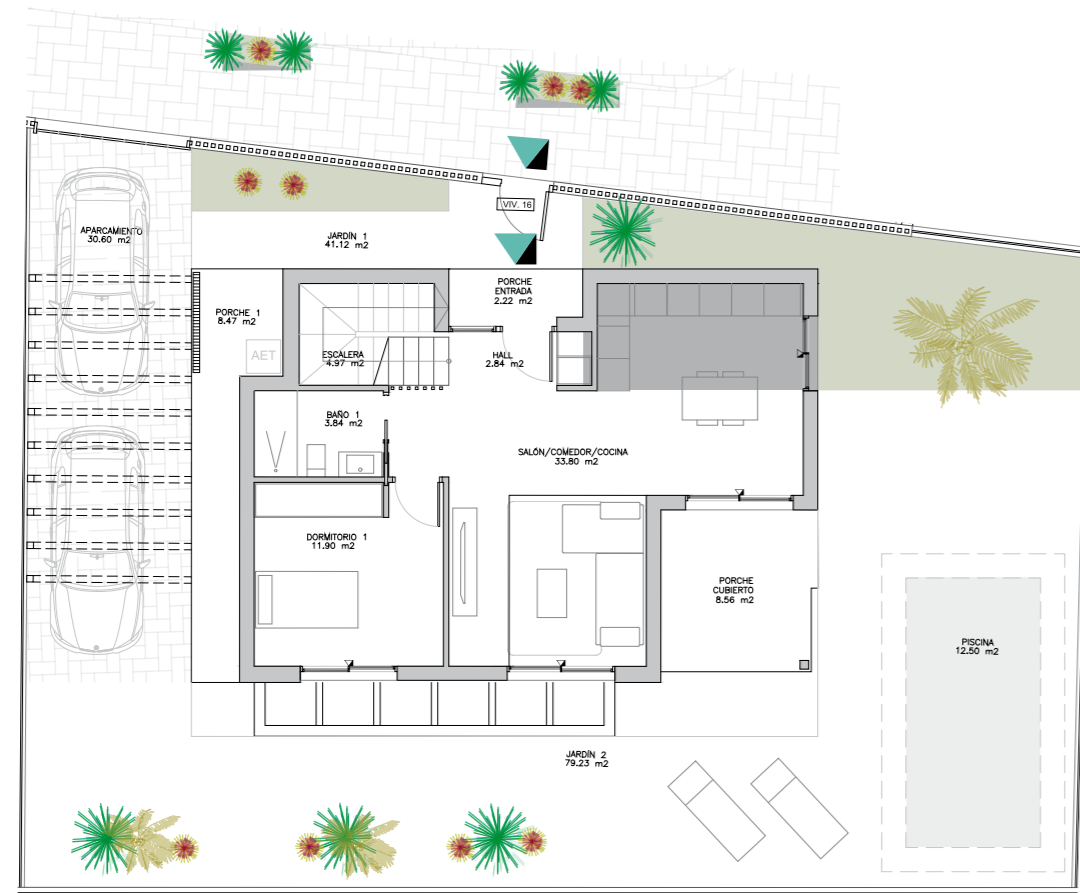 VIV. 16
APARCAMIENTO
30.60 m2
JARDÍN 1
41.12 m2
PORCHE
ENTRADA
2.22 m2
PORCHE 1
8.47 m2
AET
ESCALERA
4.97 m2
HALL
2.84 m2
BAÑO 1
3.84 m2
SALÓN/COMEDOR/COCINA
33.80 m2
DORMITORIO 1
11.90 m2
PORCHE
CUBIERTO
8.56 m2
PISCINA
12.50 m2
JARDÍN 2
79.23 m2